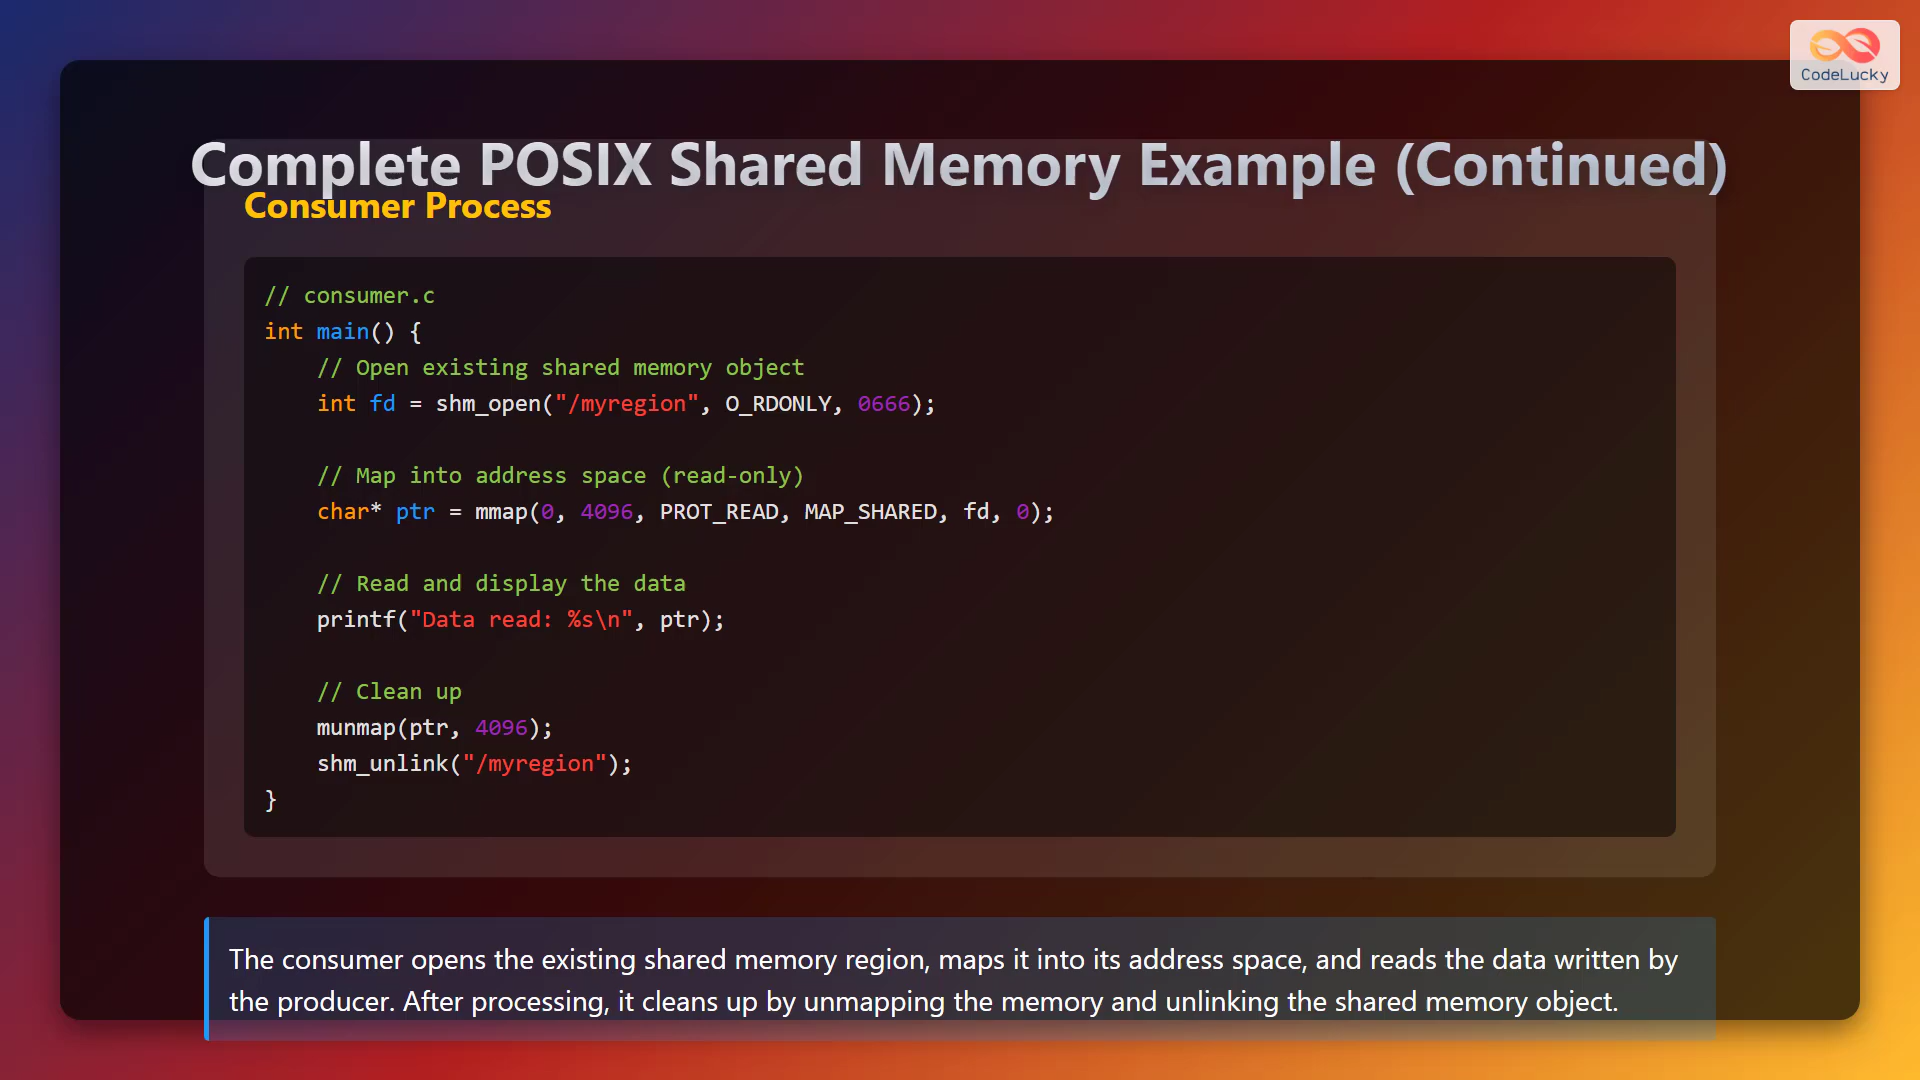 CodeLucky
Complete POSIX Shared Memory Example (Continued)
Consumer Process
// consumer.c
int main() {
    // Open existing shared memory object
    int fd = shm_open("/myregion", O_RDONLY, 0666);

    // Map into address space (read-only)
    char* ptr = mmap(0, 4096, PROT_READ, MAP_SHARED, fd, 0);

    // Read and display the data
    printf("Data read: %s\n", ptr);

    // Clean up
    munmap(ptr, 4096);
    shm_unlink("/myregion");
}
The consumer opens the existing shared memory region, maps it into its address space, and reads the data written by
the producer. After processing, it cleans up by unmapping the memory and unlinking the shared memory object.